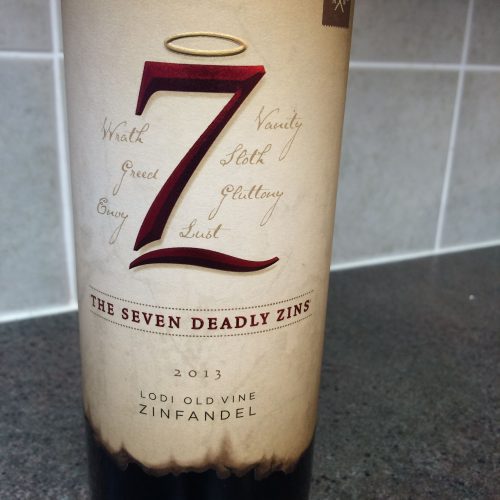 7
Wrath
Vanity
Sloth
Greed
Gluttony
Envy
Lust
THE SEVEN DEADLY ZINS
2013
LODI OLD VINE
ZINFANDEL